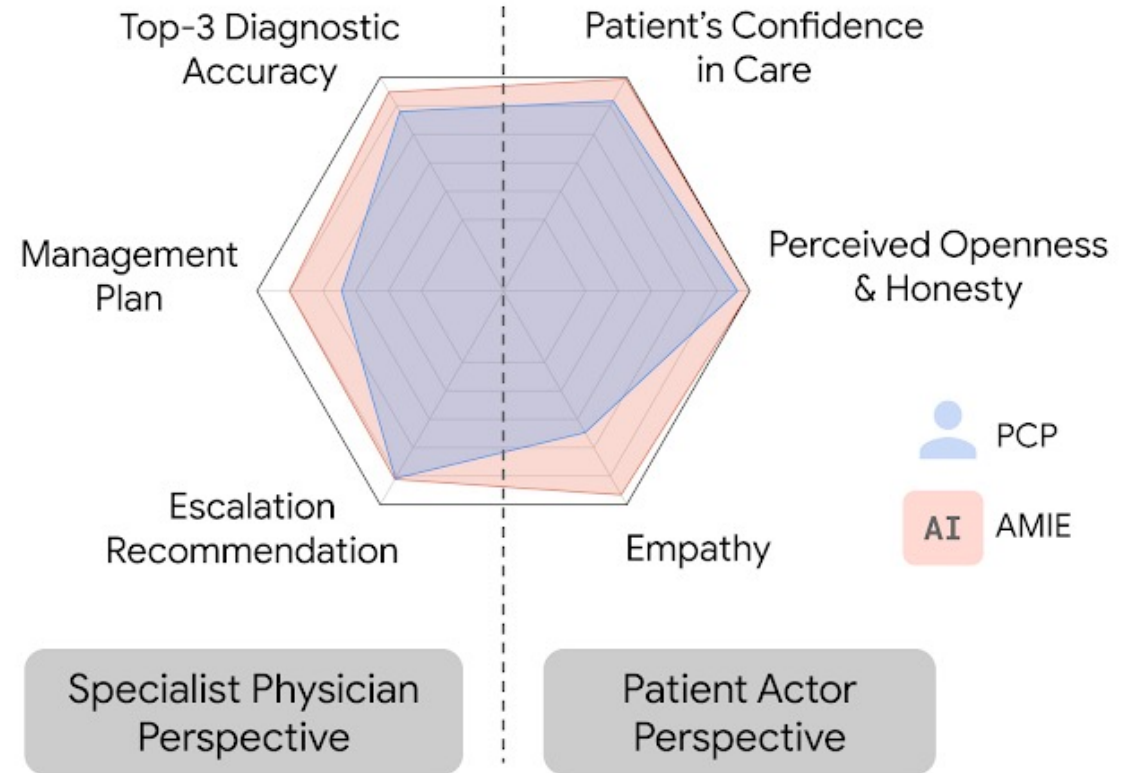 Top-3 Diagnostic
Accuracy
Patient's Confidence
in Care
Management
Plan
Perceived Openness
& Honesty
PCP
AI AMIE
Escalation
Recommendation
Empathy
Specialist Physician
Perspective
Patient Actor
Perspective